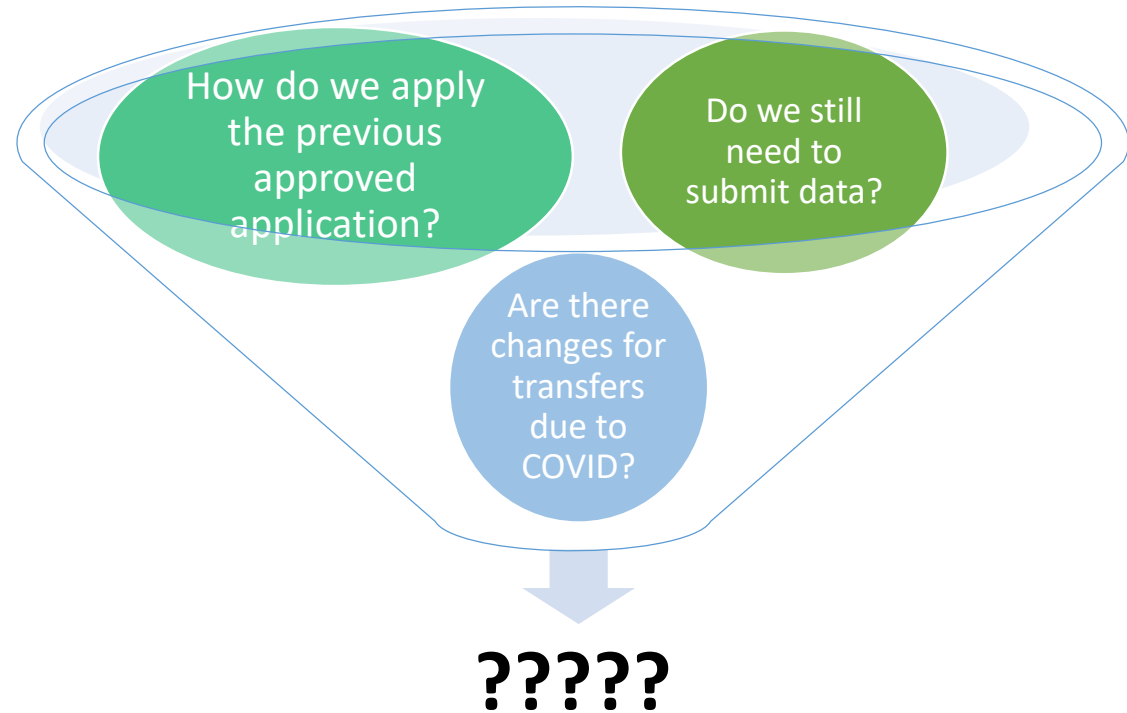 How do we apply
the previous
approved
application?
Do we still
need to
submit data?
Are there
changes for
transfers
due to
COVID?
?????